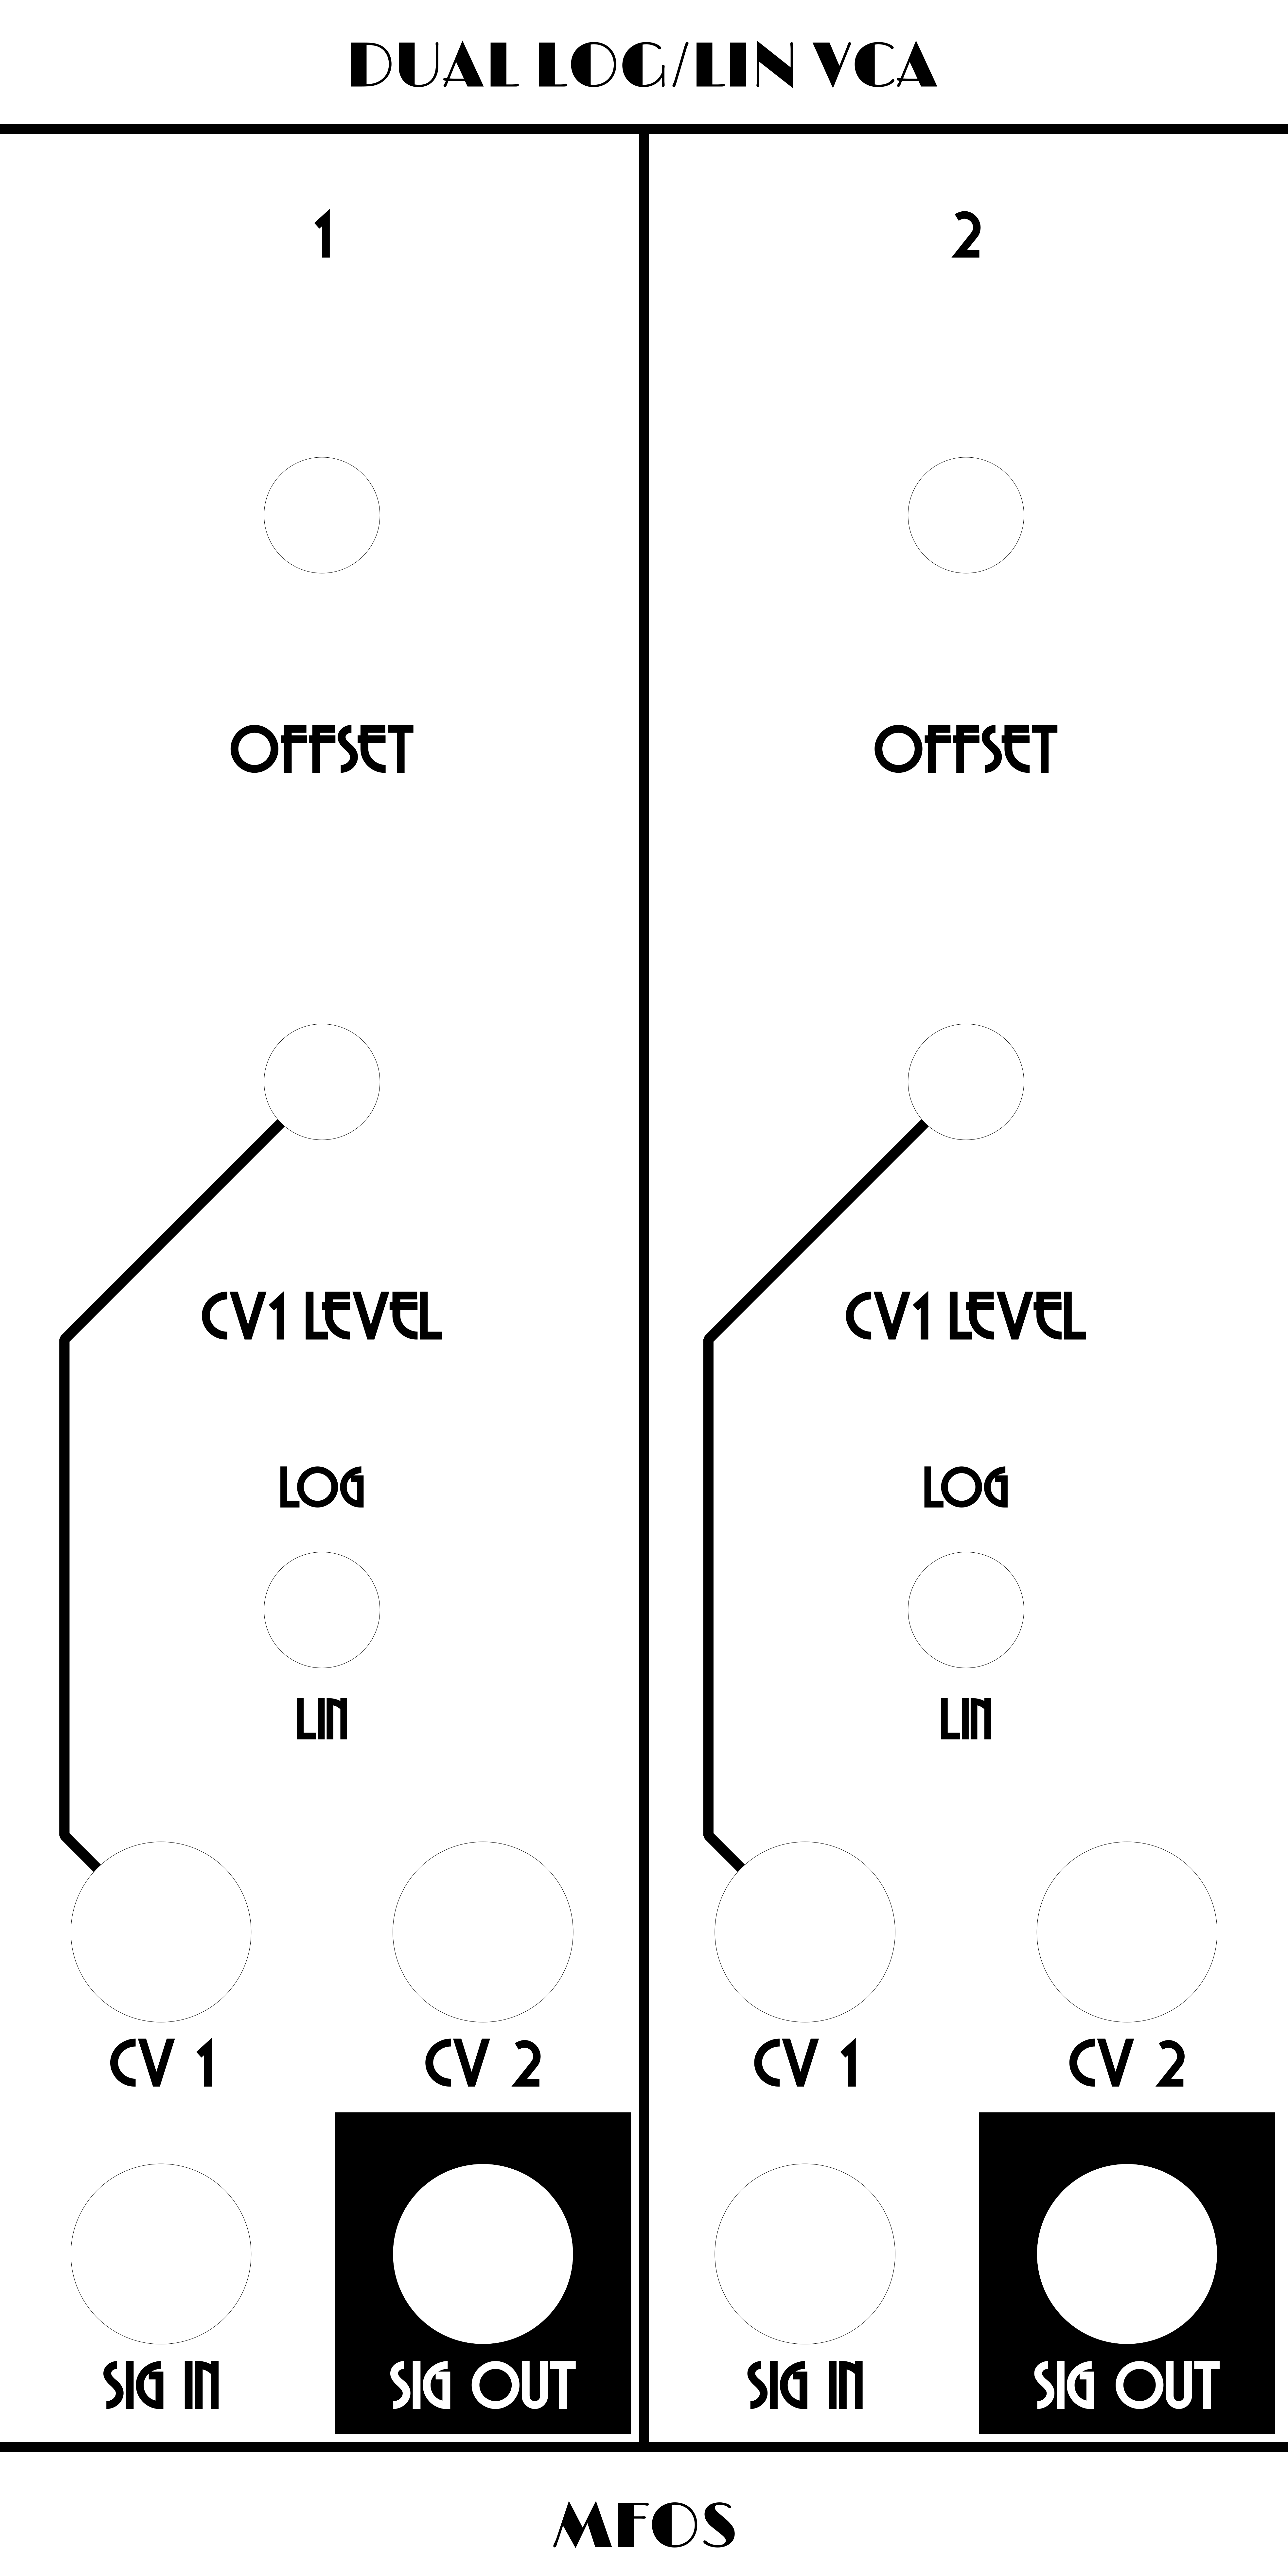 DUAL LOG/LIN VCA
1 2
OFFSET OFFSET
CV1 LEVEL CV1 LEVEL
LOG LOG
LIN LIN
CV 1 CV 2 CV 1 CV 2
SIG IN SIG OUT SIG IN SIG OUT
MFOS